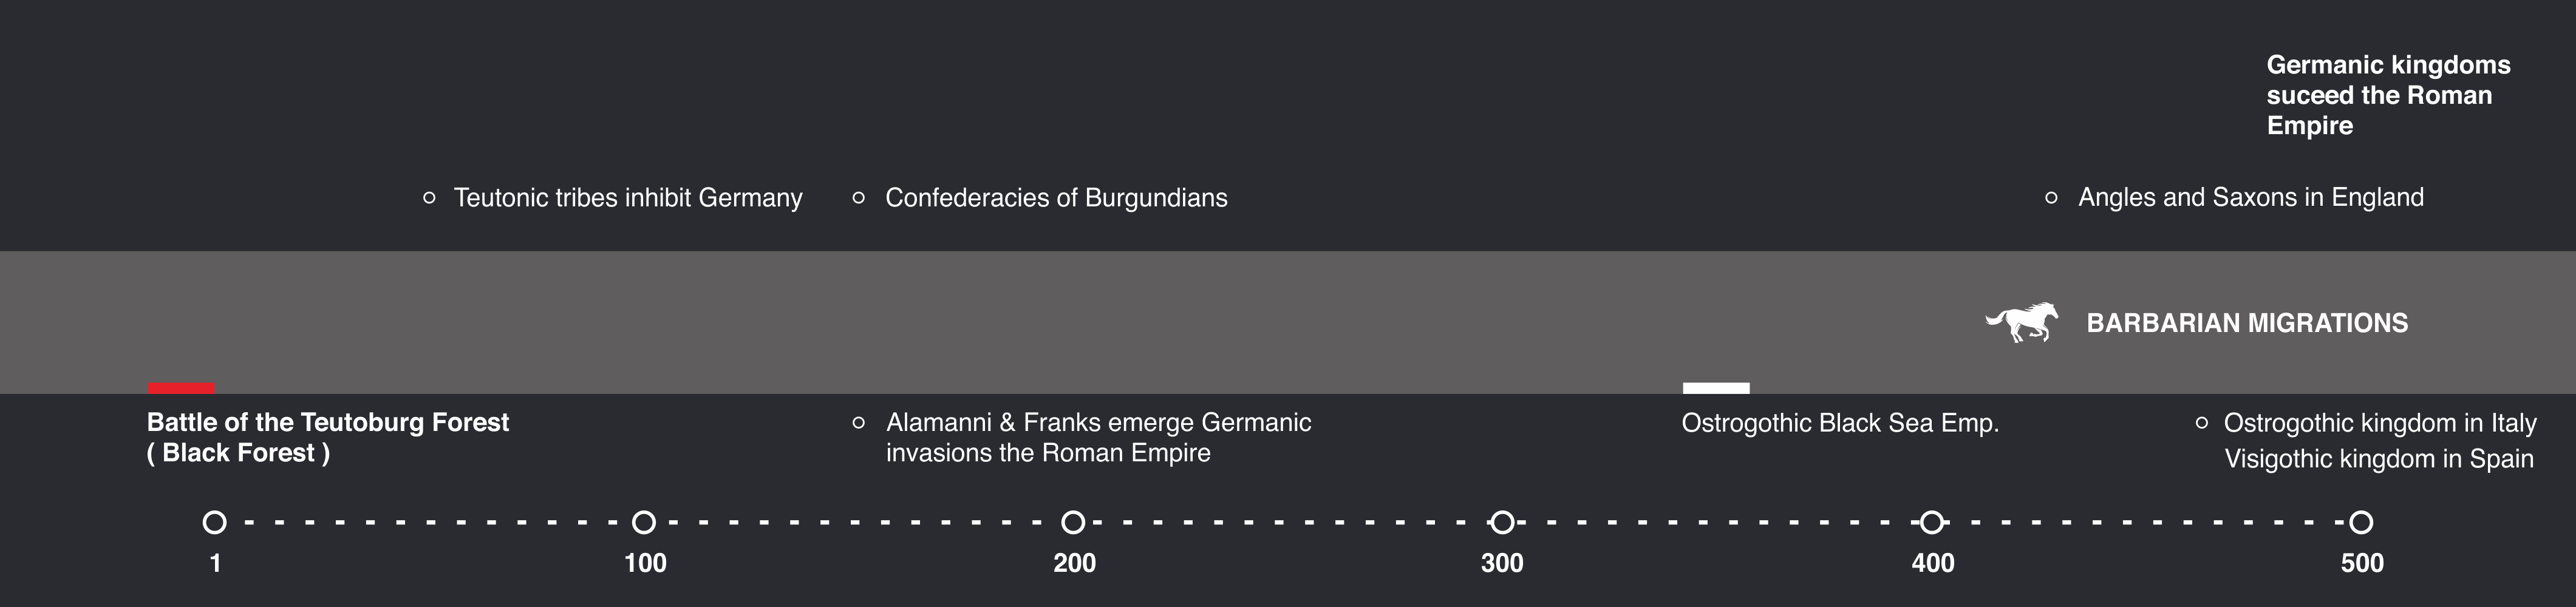 Germanic kingdoms
suceed the Roman
Empire
Teutonic tribes inhibit Germany
Confederacies of Burgundians
Angles and Saxons in England
BARBARIAN MIGRATIONS
Battle of the Teutoburg Forest
( Black Forest )
Alamanni & Franks emerge Germanic
invasions the Roman Empire
Ostrogothic Black Sea Emp.
Ostrogothic kingdom in Italy
Visigothic kingdom in Spain
1
100
200
300
400
500